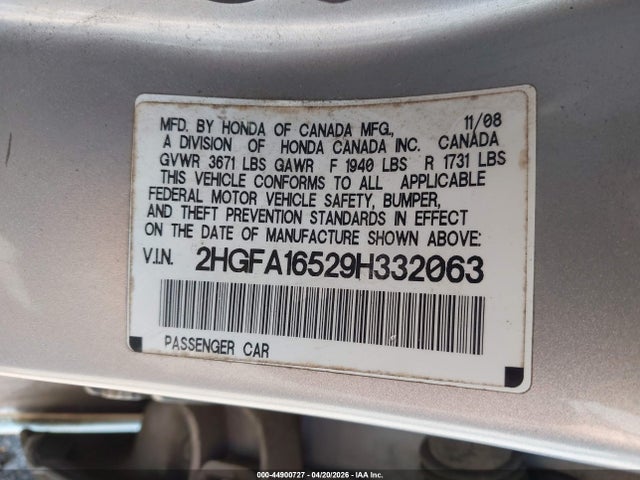 MFD. BY HONDA OF CANADA MFG., 11/08
A DIVISION OF HONDA CANADA INC. CANADA
GVWR 3671 LBS GAWR F 1940 LBS R 1731 LBS
THIS VEHICLE CONFORMS TO ALL APPLICABLE
FEDERAL MOTOR VEHICLE SAFETY, BUMPER,
AND THEFT PREVENTION STANDARDS IN EFFECT
ON THE DATE OF MANUFACTURE SHOWN ABOVE:
V.I.N. 2HGFA16529H332063
PASSENGER CAR
000-44900727 - 04/20/2026 - IAA Inc.